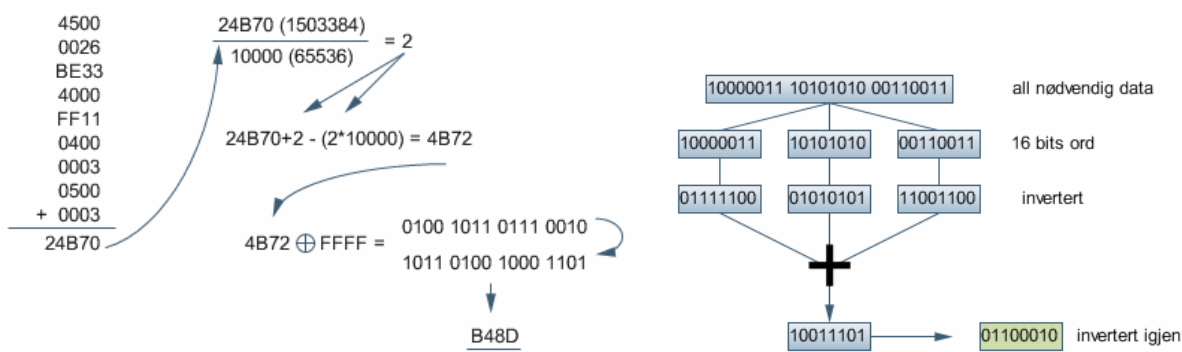 4500
0026
BE33
4000
FF11
0400
0003
0500
+ 0003
24B70
24B70 (1503384)
10000 (65536)
= 2
24B70+2 - (2*10000) = 4B72
4B72 ⊕ FFFF =
0100 1011 0111 0010
1011 0100 1000 1101
B48D
10000011 10101010 00110011 all nødvendig data
10000011 10101010 00110011 16 bits ord
01111100 01010101 11001100 invertert
+
10011101 01100010 invertert igjen